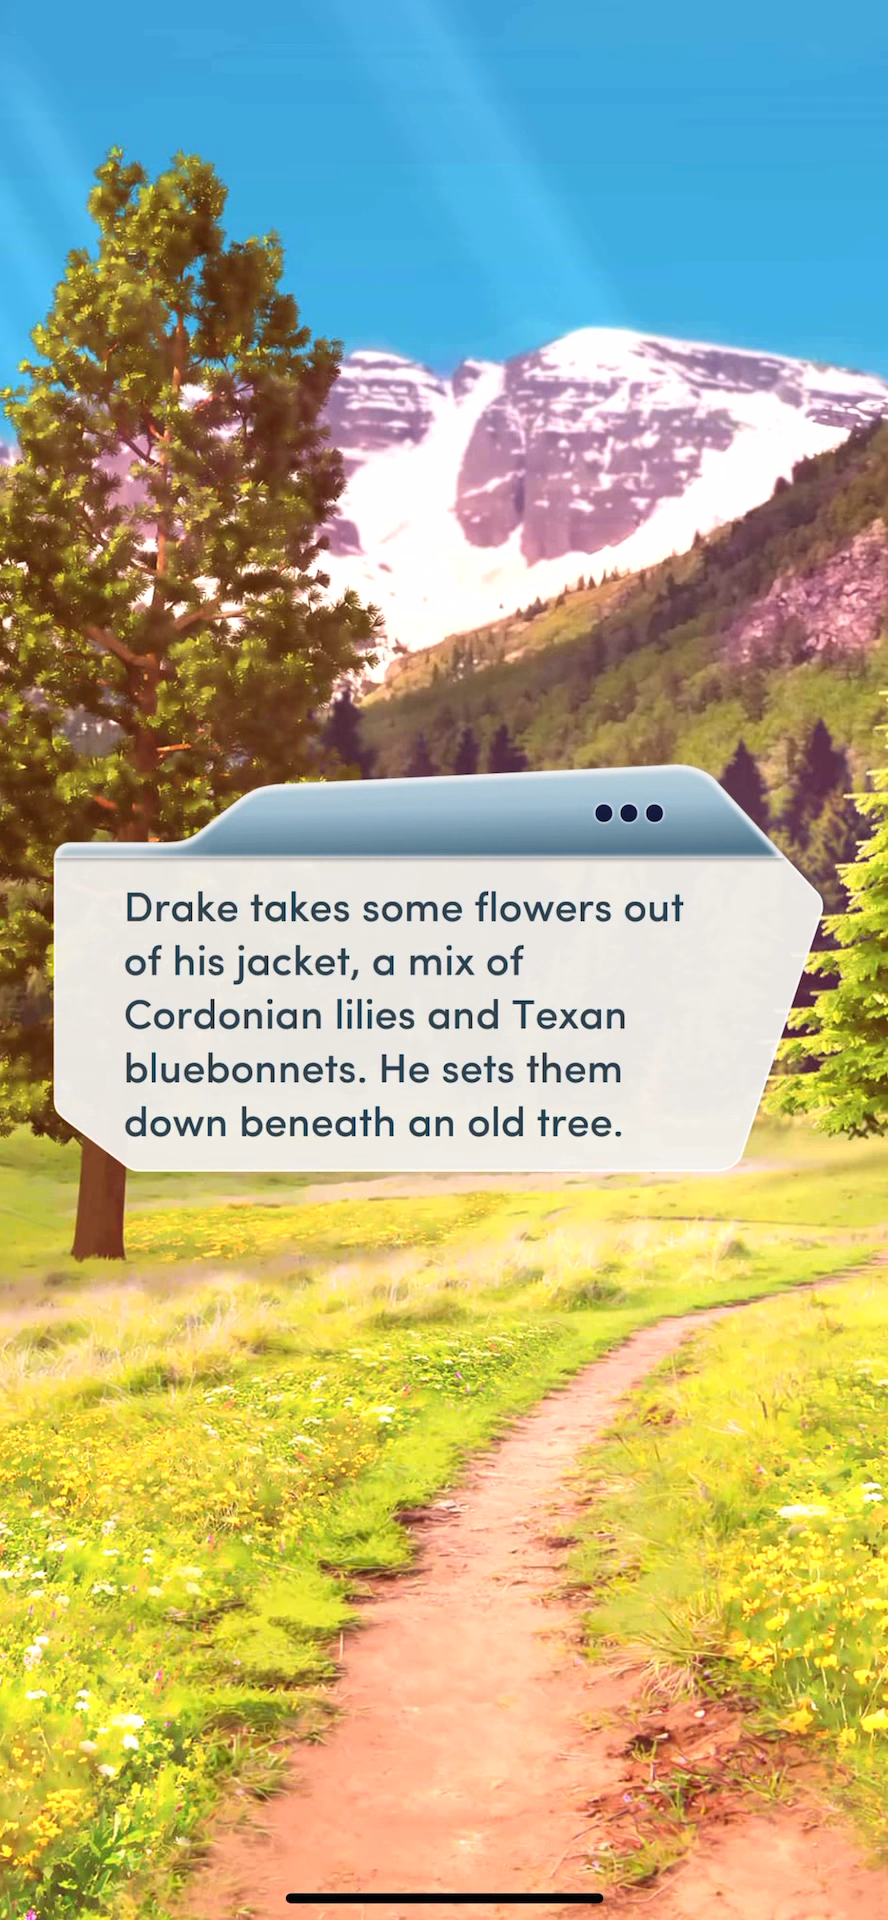 Drake takes some flowers out
of his jacket, a mix of
Cordonian lilies and Texan
bluebonnets. He sets them
down beneath an old tree.